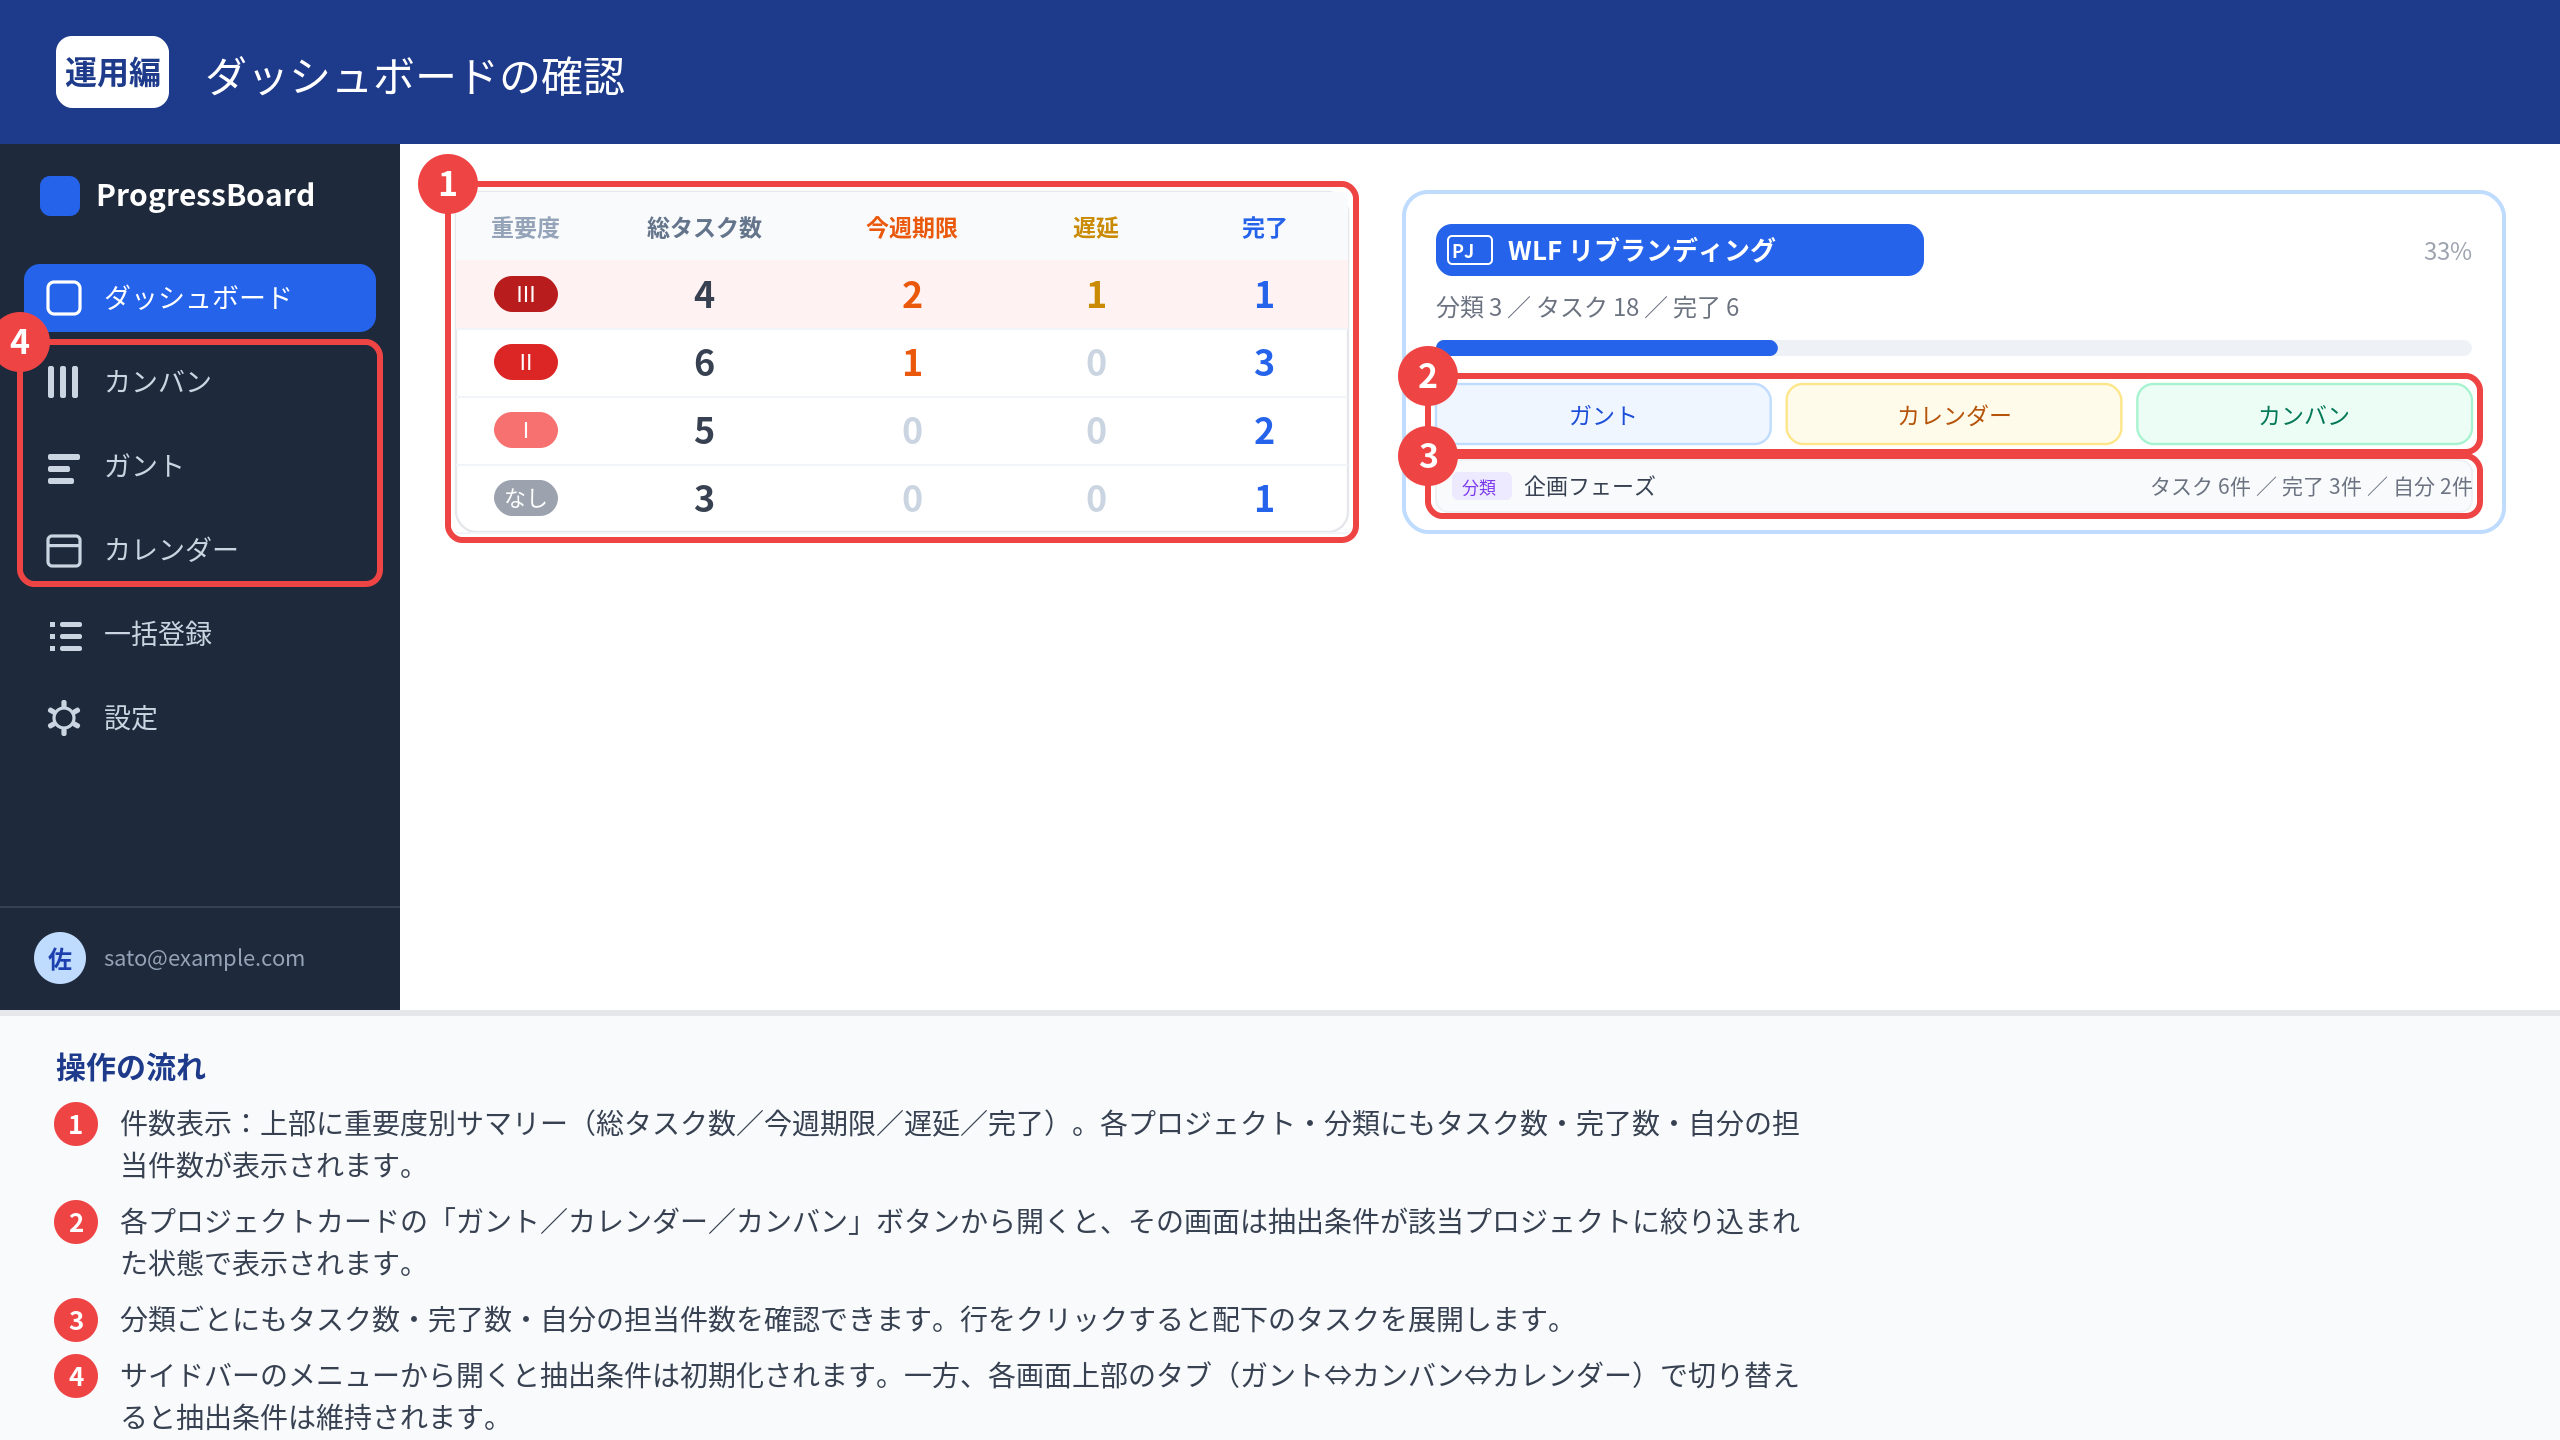 運用編 ダッシュボードの確認
ProgressBoard
ダッシュボード
4
カンバン
ガント
カレンダー
一括登録
設定
佐 sato@example.com
1
重要度 総タスク数 今週期限 遅延 完了
III 4 2 1 1
II 6 1 0 3
I 5 0 0 2
なし 3 0 0 1
PJ WLF リブランディング 33%
分類 3 ／ タスク 18 ／ 完了 6
2
ガント カレンダー カンバン
3
分類 企画フェーズ タスク 6件 ／ 完了 3件 ／ 自分 2件
操作の流れ
1 件数表示：上部に重要度別サマリー（総タスク数／今週期限／遅延／完了）。各プロジェクト・分類にもタスク数・完了数・自分の担
当件数が表示されます。
2 各プロジェクトカードの「ガント／カレンダー／カンバン」ボタンから開くと、その画面は抽出条件が該当プロジェクトに絞り込まれ
た状態で表示されます。
3 分類ごとにもタスク数・完了数・自分の担当件数を確認できます。行をクリックすると配下のタスクを展開します。
4 サイドバーのメニューから開くと抽出条件は初期化されます。一方、各画面上部のタブ（ガント⇔カンバン⇔カレンダー）で切り替え
ると抽出条件は維持されます。